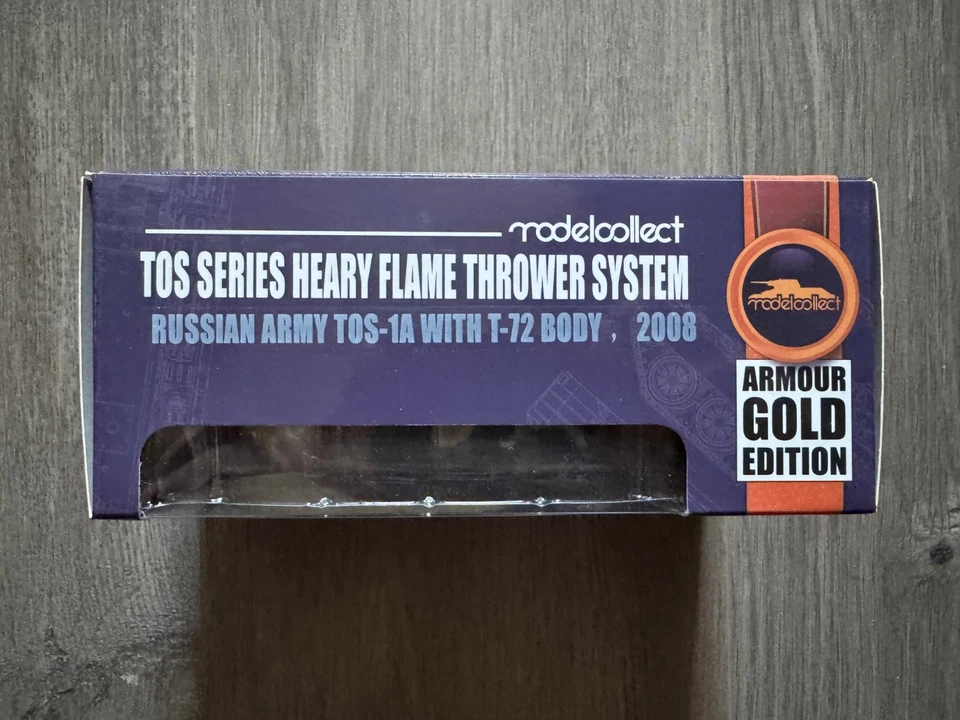 modelcollect
TOS SERIES HEARY FLAME THROWER SYSTEM
RUSSIAN ARMY TOS-1A WITH T-72 BODY , 2008
modelcollect
ARMOUR
GOLD
EDITION